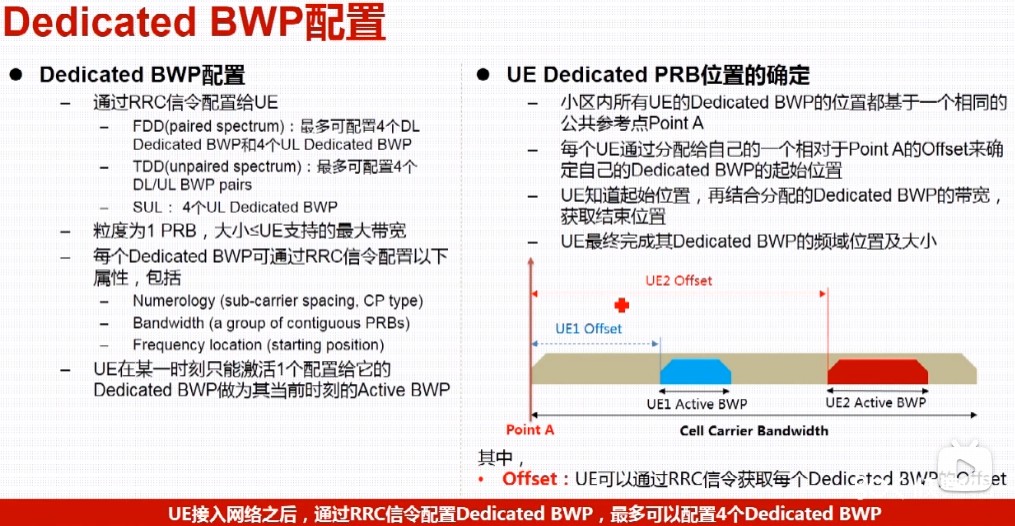 Dedicated BWP配置
Dedicated BWP配置
通过RRC信令配置给UE
FDD(paired spectrum)：最多可配置4个DL
Dedicated BWP和4个UL Dedicated BWP
TDD(unpaired spectrum)：最多可配置4个
DL/UL BWP pairs
SUL： 4个UL Dedicated BWP
粒度为1 PRB，大小≤UE支持的最大带宽
每个Dedicated BWP可通过RRC信令配置以下
属性，包括
Numerology (sub-carrier spacing, CP type)
Bandwidth (a group of contiguous PRBs)
Frequency location (starting position)
UE在某一时刻只能激活1个配置给它的
Dedicated BWP做为其当前时刻的Active BWP
UE Dedicated PRB位置的确定
小区内所有UE的Dedicated BWP的位置都基于一个相同的
公共参考点Point A
每个UE通过分配给自己的一个相对于Point A的Offset来确
定自己的Dedicated BWP的起始位置
UE知道起始位置，再结合分配的Dedicated BWP的带宽，
获取结束位置
UE最终完成其Dedicated BWP的频域位置及大小
UE2 Offset
UE1 Offset
UE1 Active BWP
UE2 Active BWP
Point A
Cell Carrier Bandwidth
其中，
Offset：UE可以通过RRC信令获取每个Dedicated BWP的Offset
UE接入网络之后，通过RRC信令配置Dedicated BWP，最多可以配置4个Dedicated BWP